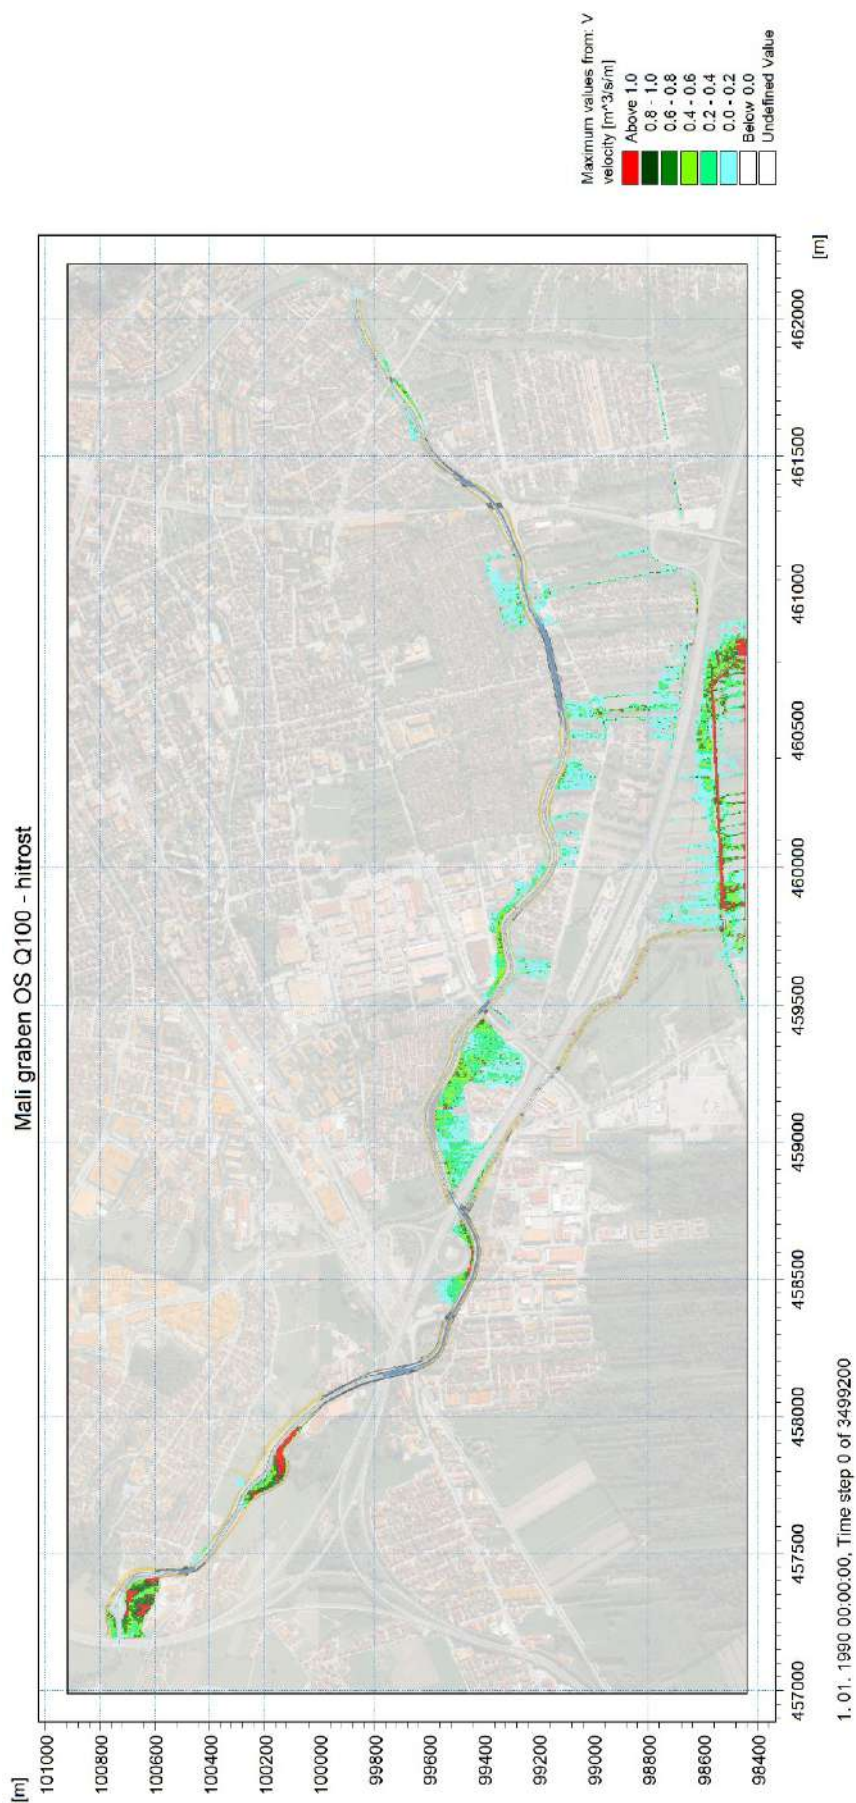 Mali graben OS Q100 - hitrost
[m]
101000
100800
100600
100400
100200
100000
99800
99600
99400
99200
99000
98800
98600
98400
457000
457500
458000
458500
459000
459500
460000
460500
461000
461500
462000
[m]
Maximum values from: V
velocity [m^3/s/m]
Above 1.0
0.8 - 1.0
0.6 - 0.8
0.4 - 0.6
0.2 - 0.4
0.0 - 0.2
Below 0.0
Undefined Value
1. 01. 1990 00:00:00, Time step 0 of 3499200